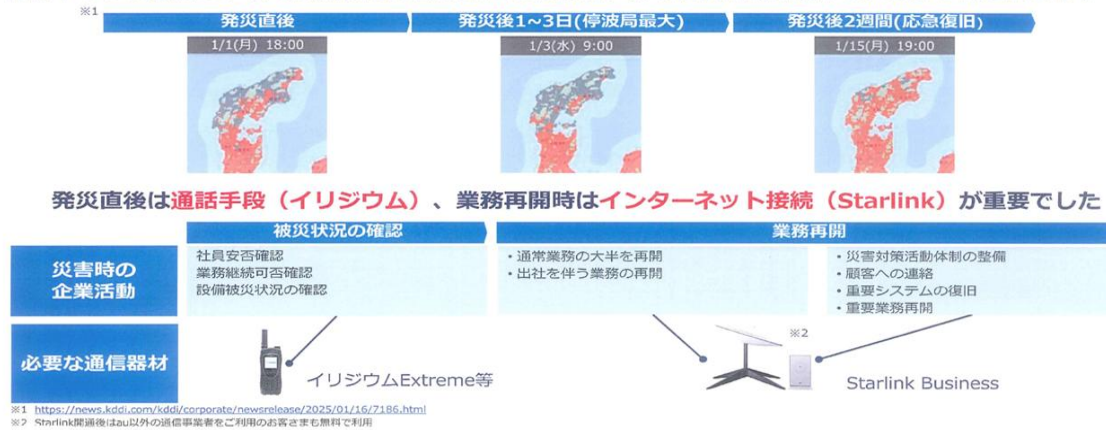 ※1
発災直後
発災後1~3日(停波局最大)
発災後2週間(応急復旧)
1/1(月) 18:00
1/3(水) 9:00
1/15(月) 19:00
発災直後は通話手段（イリジウム）、業務再開時はインターネット接続（Starlink）が重要でした
被災状況の確認
業務再開
災害時の
企業活動
社員安否確認
業務継続可否確認
設備被災状況の確認
・通常業務の大半を再開
・出社を伴う業務の再開
・災害対策活動体制の整備
・顧客への連絡
・重要システムの復旧
・重要業務再開
必要な通信器材
イリジウムExtreme等
※2
Starlink Business
※1 https://news.kddi.com/kddi/corporate/newsrelease/2025/01/16/7186.html
※2 Starlink開通後はau以外の通信事業者をご利用のお客さまも無料で利用